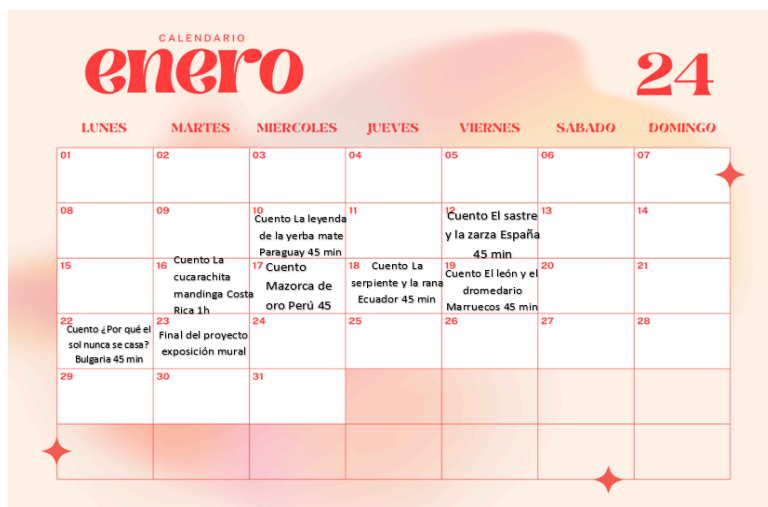 CALENDARIO
enero
24
LUNES MARTES MIÉRCOLES JUEVES VIERNES SÁBADO DOMINGO
01 02 03 04 05 06 07
08 09 10 11 12 13 14
Cuento La leyenda
de la yerba mate
Paraguay 45 min
Cuento El sastre
y la zarza España
45 min
15 16 17 18 19 20 21
Cuento La
cucarachita
mandinga Costa
Rica 1h
Cuento
Mazorca de
oro Perú 45
Cuento La
serpiente y la rana
Ecuador 45 min
Cuento El león y el
dromedario
Marruecos 45 min
22 23 24 25 26 27 28
Cuento ¿Por qué el
sol nunca se casa?
Bulgaria 45 min
Final del proyecto
exposición mural
29 30 31